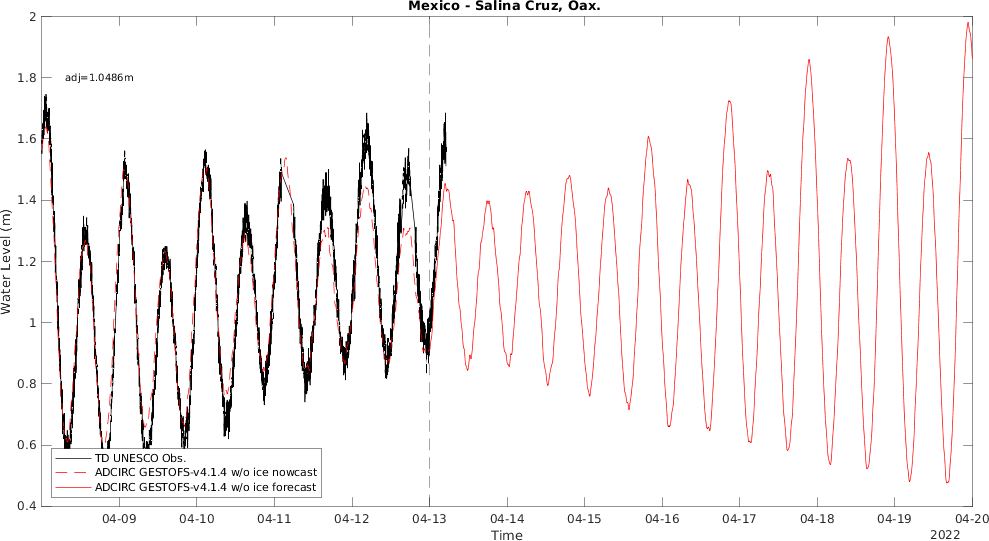 Mexico - Salina Cruz, Oax.
adj=1.0486m
2
1.8
1.6
1.4
1.2
1
0.8
0.6
0.4
Water Level (m)
TD UNESCO Obs.
ADCIRC GESTOFS-v4.1.4 w/o ice nowcast
ADCIRC GESTOFS-v4.1.4 w/o ice forecast
04-09 04-10 04-11 04-12 04-13 04-14 04-15 04-16 04-17 04-18 04-19 04-20
Time
2022